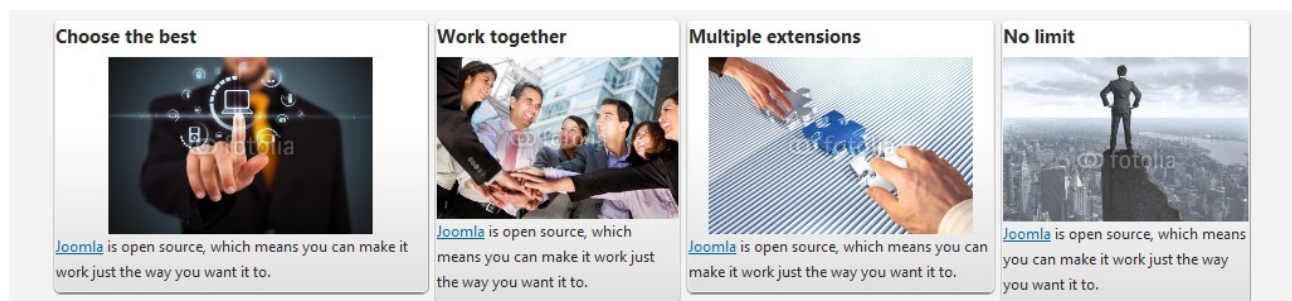 Choose the best
fotolia
Joomla is open source, which means you can make it
work just the way you want it to.
Work together
fotolia
Joomla is open source, which
means you can make it work just
the way you want it to.
Multiple extensions
fotolia
Joomla is open source, which means you can
make it work just the way you want it to.
No limit
fotolia
Joomla is open source, which means
you can make it work just the way
you want it to.